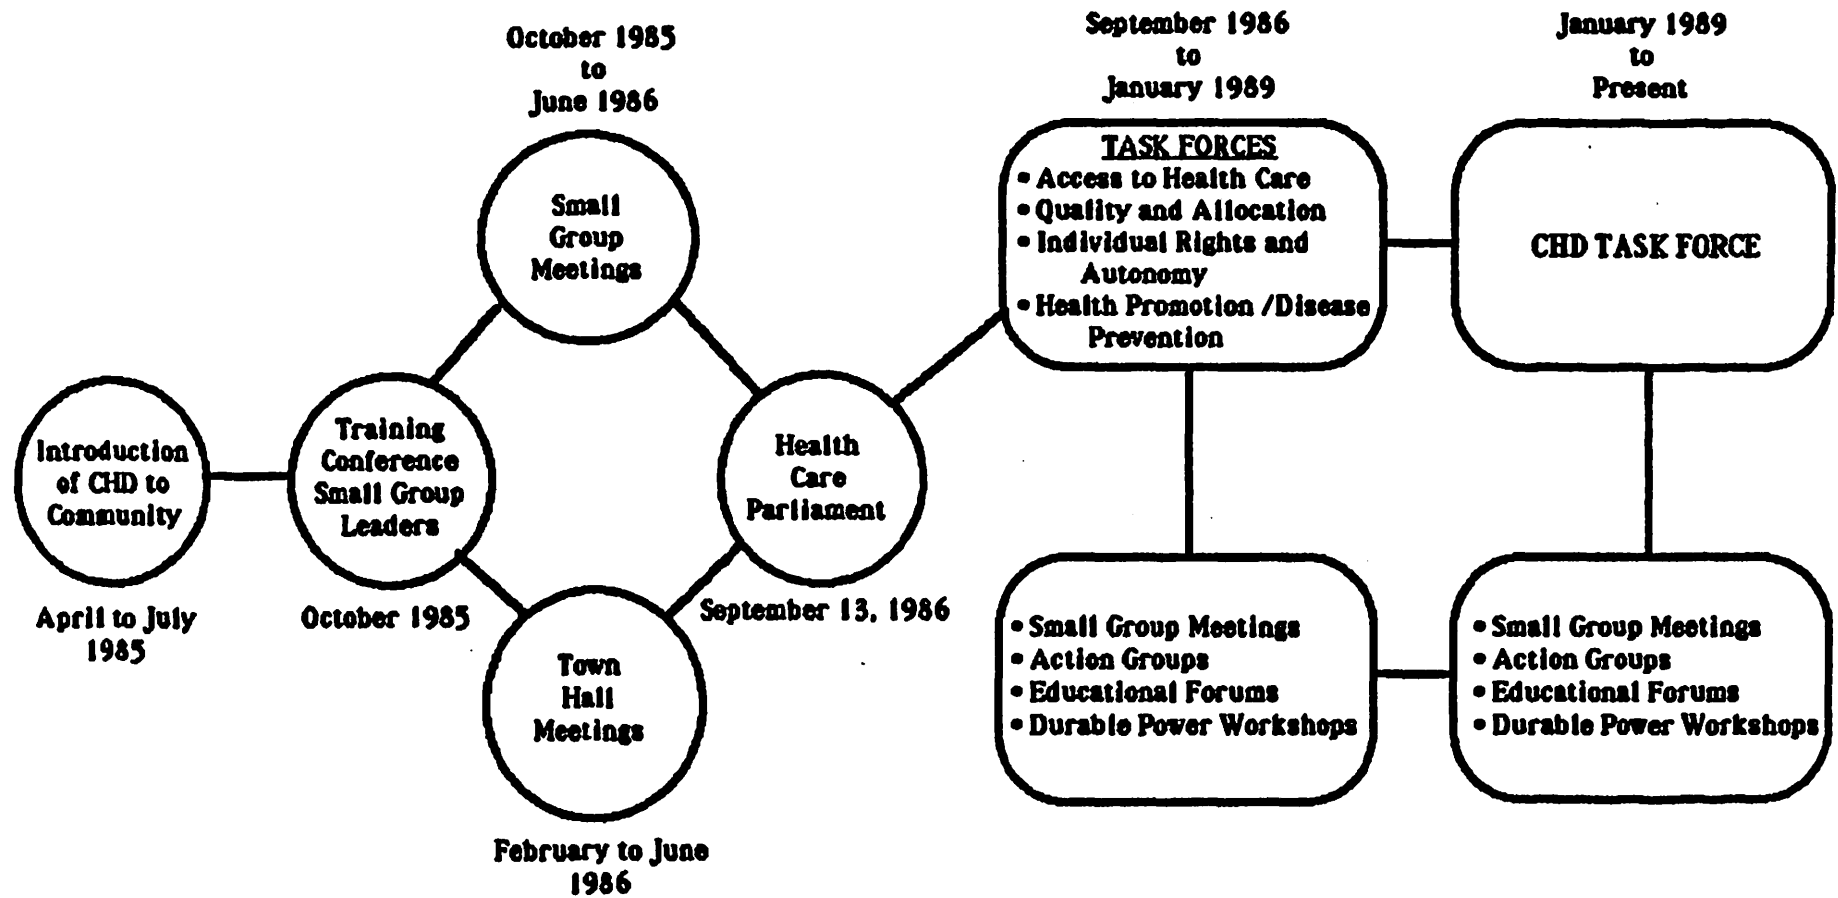 October 1985
to
June 1986
Small
Group
Meetings
Introduction
of CHD to
Community
April to July
1985
Training
Conference
Small Group
Leaders
October 1985
Town
Hall
Meetings
February to June
1986
Health
Care
Parliament
September 13, 1986
September 1986
to
January 1989
TASK FORCES
• Access to Health Care
• Quality and Allocation
• Individual Rights and
Autonomy
• Health Promotion /Disease
Prevention
January 1989
to
Present
CHD TASK FORCE
• Small Group Meetings
• Action Groups
• Educational Forums
• Durable Power Workshops
• Small Group Meetings
• Action Groups
• Educational Forums
• Durable Power Workshops